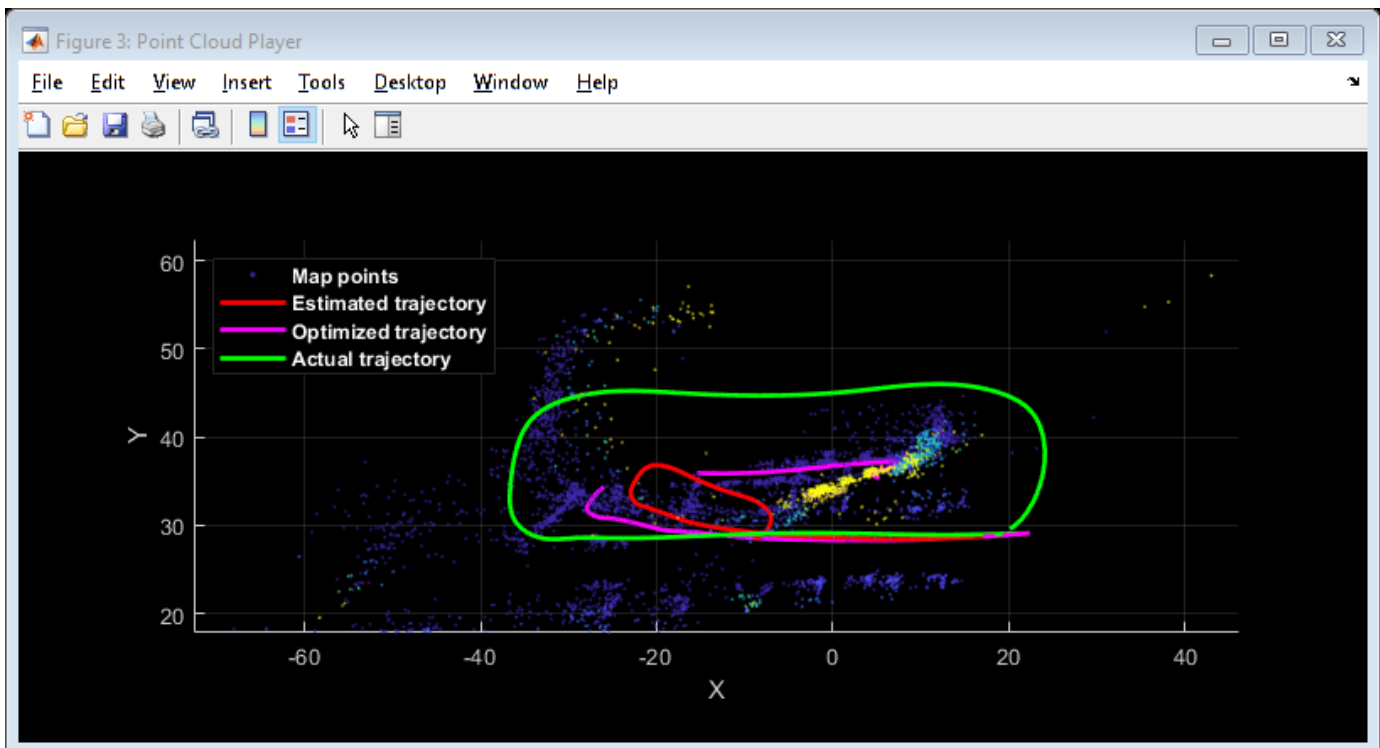 Figure 3: Point Cloud Player
File Edit View Insert Tools Desktop Window Help
Map points
Estimated trajectory
Optimized trajectory
Actual trajectory
60
50
40
30
20
Y
-60 -40 -20 0 20 40
X